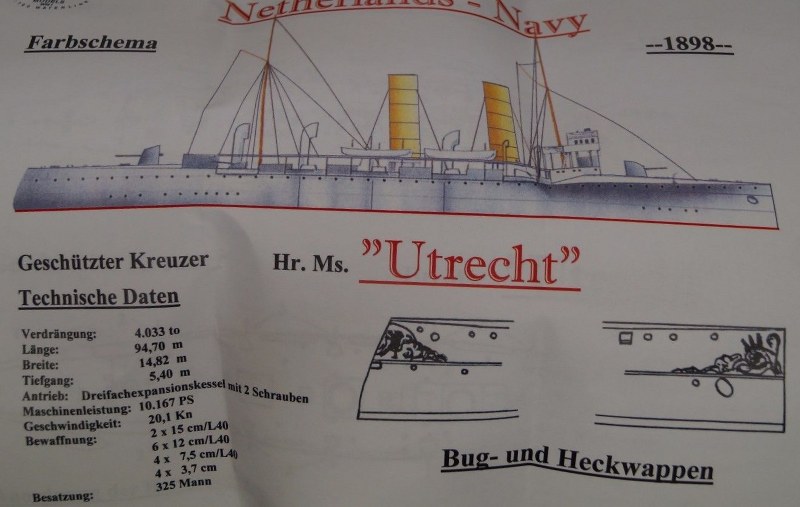 Netherlands - Navy
Farbschema
--1898--
Geschützter Kreuzer
Hr. Ms. ”Utrecht”
Technische Daten
Verdrängung: 4.033 to
Länge: 94,70 m
Breite: 14,82 m
Tiefgang: 5,40 m
Antrieb: Dreifachexpansionskessel mit 2 Schrauben
Maschinenleistung: 10.167 PS
Geschwindigkeit: 20,1 Kn
Bewaffnung: 2 x 15 cm/L40
6 x 12 cm/L40
4 x 7,5 cm/L40
4 x 3,7 cm
Besatzung: 325 Mann
Bug- und Heckwappen